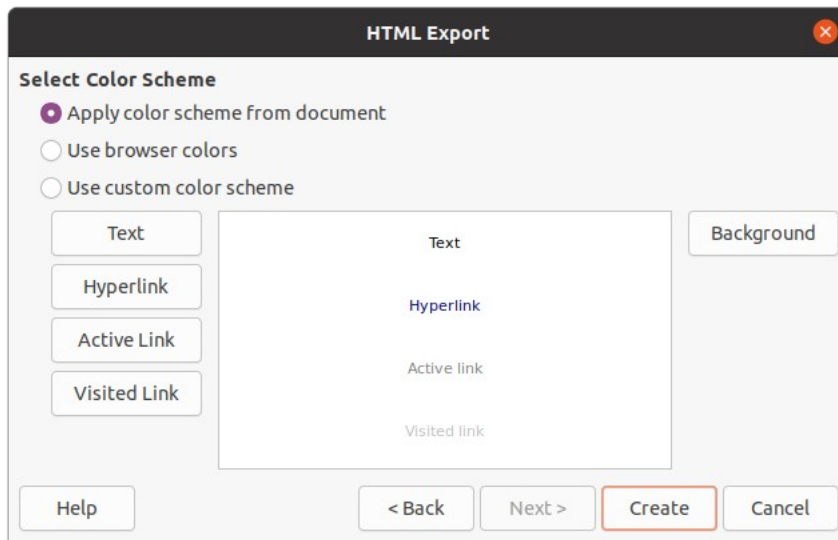 HTML Export
Select Color Scheme
Apply color scheme from document
Use browser colors
Use custom color scheme
Text
Hyperlink
Active Link
Visited Link
Text
Hyperlink
Active link
Visited link
Background
Help
< Back
Next >
Create
Cancel